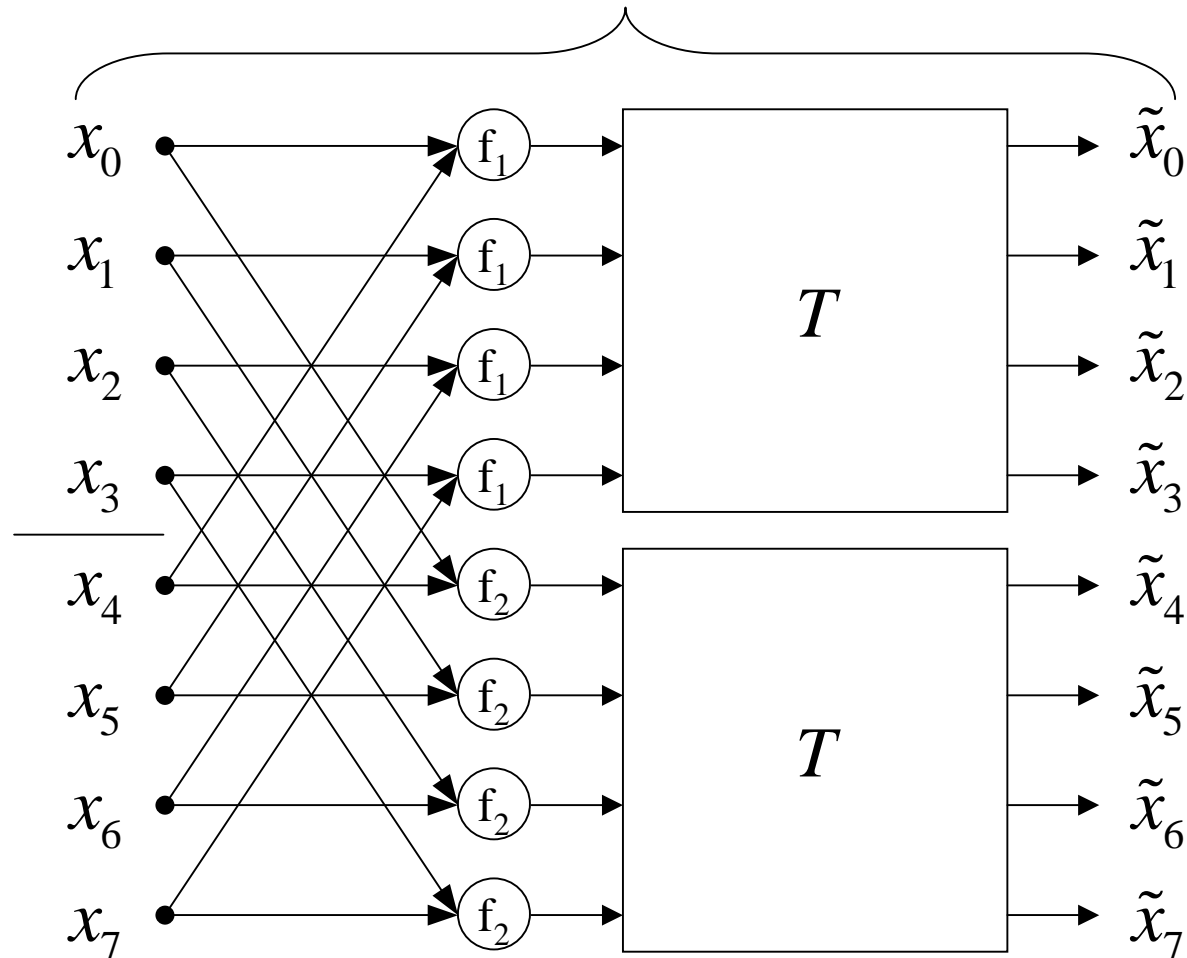 x₀ f₁ x̃₀
x₁ f₁ x̃₁
T
x₂ f₁ x̃₂
x₃ f₁ x̃₃
x₄ f₂ x̃₄
x₅ f₂ x̃₅
T
x₆ f₂ x̃₆
x₇ f₂ x̃₇